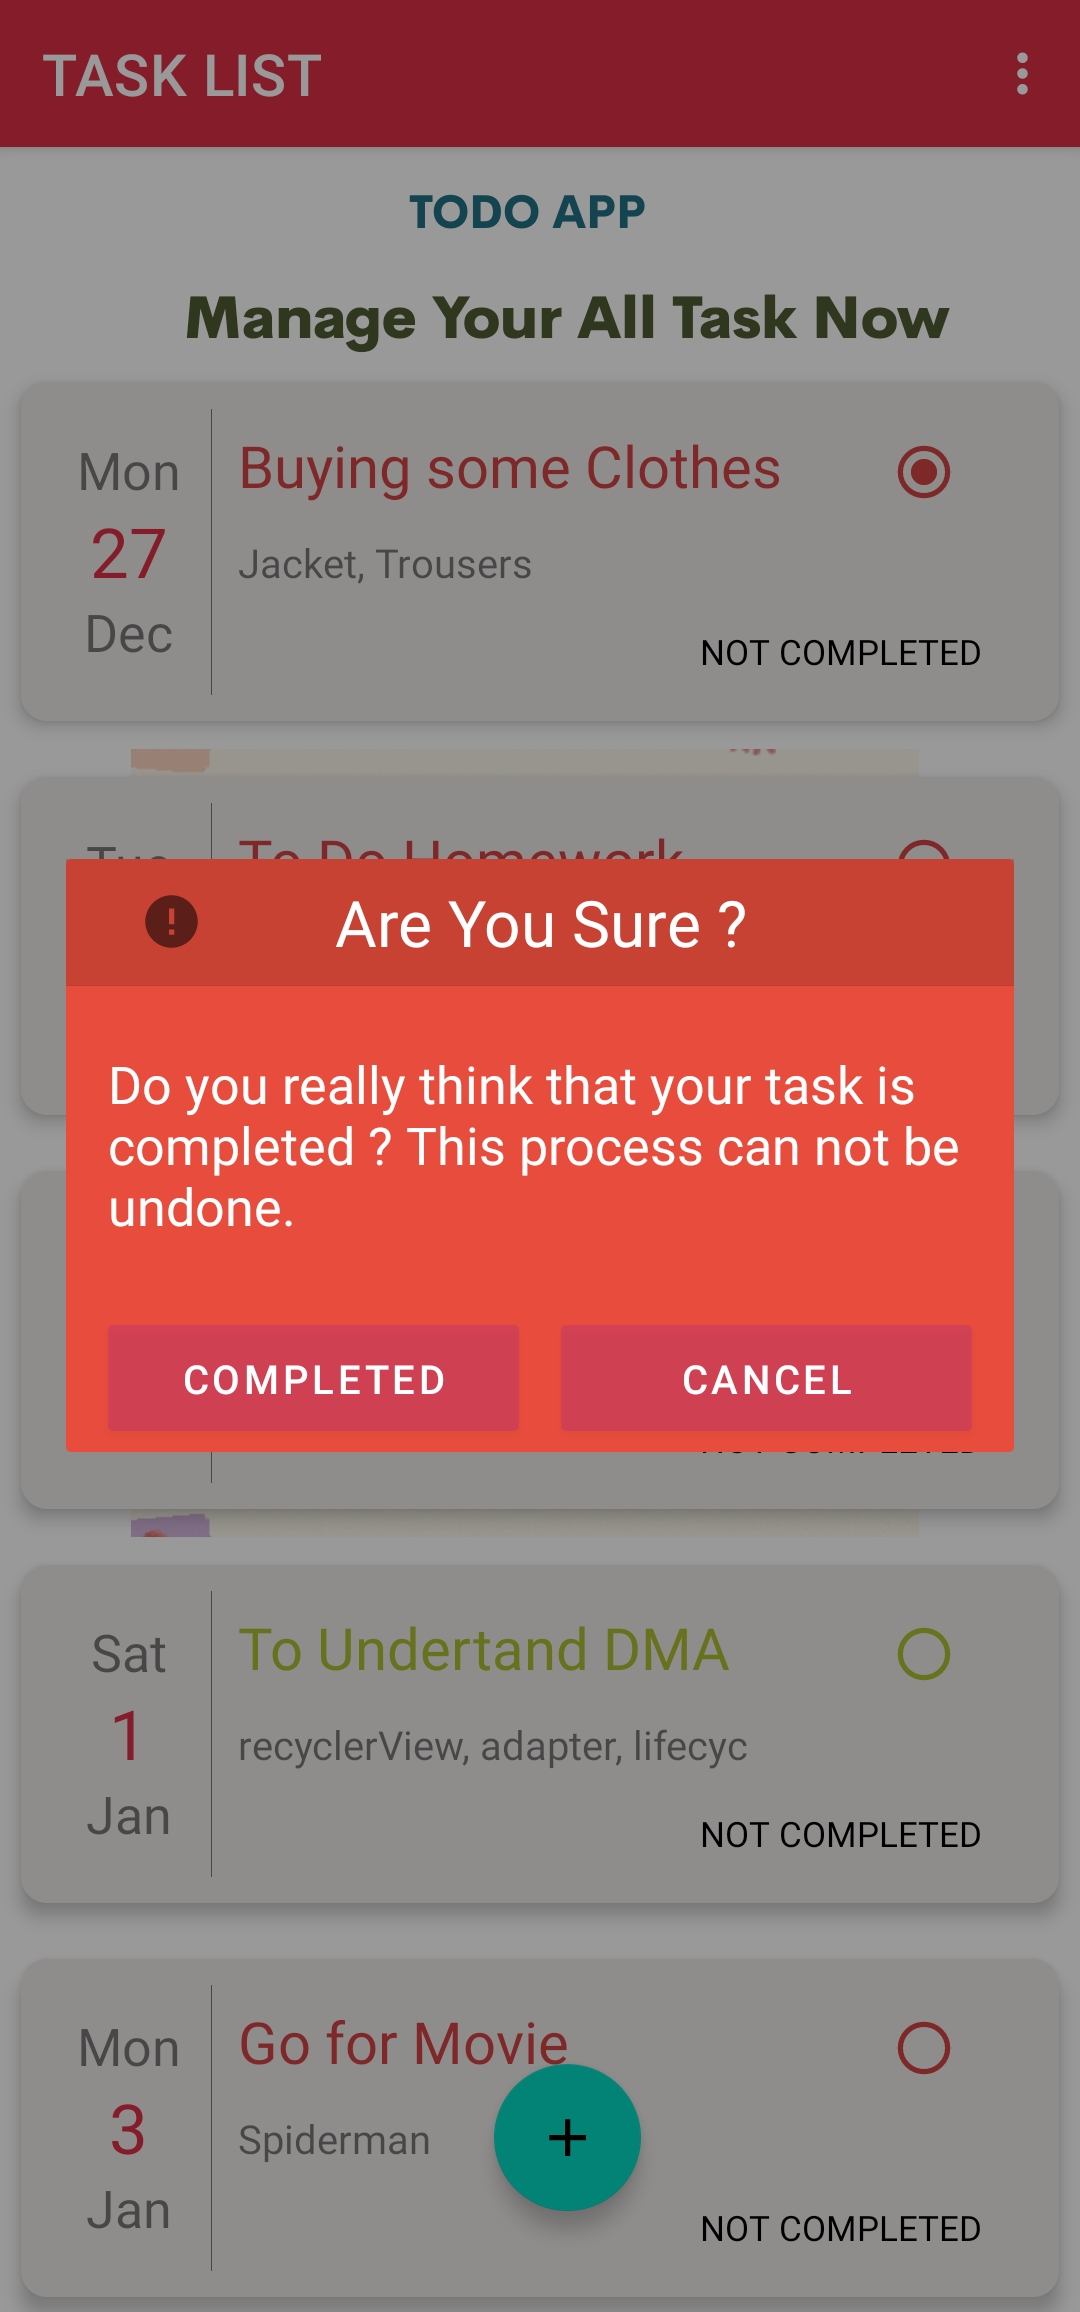 TASK LIST
TODO APP
Manage Your All Task Now
Mon
27
Dec
Buying some Clothes
Jacket, Trousers
NOT COMPLETED
Tue
To Do Homework
Are You Sure ?
Do you really think that your task is
completed ? This process can not be
undone.
COMPLETED
CANCEL
NOT COMPLETED
Sat
1
Jan
To Undertand DMA
recyclerView, adapter, lifecyc
NOT COMPLETED
Mon
3
Jan
Go for Movie
Spiderman
NOT COMPLETED